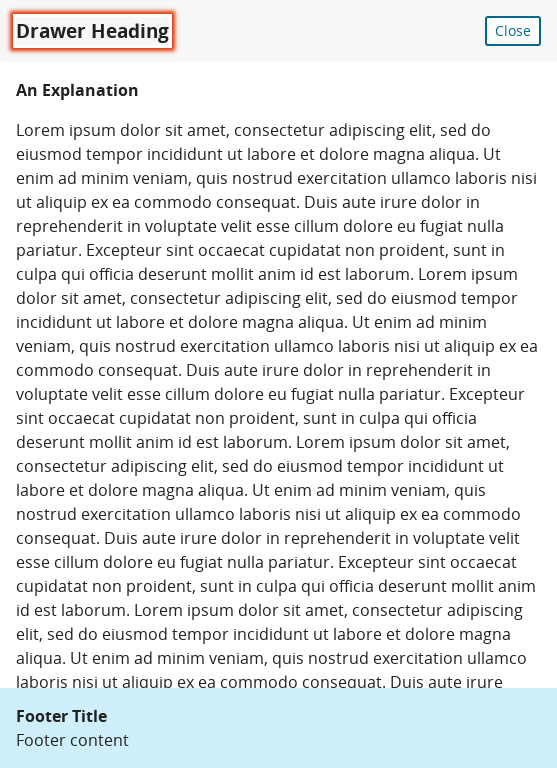 Drawer Heading
Close
An Explanation
Lorem ipsum dolor sit amet, consectetur adipiscing elit, sed do
eiusmod tempor incididunt ut labore et dolore magna aliqua. Ut
enim ad minim veniam, quis nostrud exercitation ullamco laboris nisi
ut aliquip ex ea commodo consequat. Duis aute irure dolor in
reprehenderit in voluptate velit esse cillum dolore eu fugiat nulla
pariatur. Excepteur sint occaecat cupidatat non proident, sunt in
culpa qui officia deserunt mollit anim id est laborum. Lorem ipsum
dolor sit amet, consectetur adipiscing elit, sed do eiusmod tempor
incididunt ut labore et dolore magna aliqua. Ut enim ad minim
veniam, quis nostrud exercitation ullamco laboris nisi ut aliquip ex ea
commodo consequat. Duis aute irure dolor in reprehenderit in
voluptate velit esse cillum dolore eu fugiat nulla pariatur. Excepteur
sint occaecat cupidatat non proident, sunt in culpa qui officia
deserunt mollit anim id est laborum. Lorem ipsum dolor sit amet,
consectetur adipiscing elit, sed do eiusmod tempor incididunt ut
labore et dolore magna aliqua. Ut enim ad minim veniam, quis
nostrud exercitation ullamco laboris nisi ut aliquip ex ea commodo
consequat. Duis aute irure dolor in reprehenderit in voluptate velit
esse cillum dolore eu fugiat nulla pariatur. Excepteur sint occaecat
cupidatat non proident, sunt in culpa qui officia deserunt mollit anim
id est laborum. Lorem ipsum dolor sit amet, consectetur adipiscing
elit, sed do eiusmod tempor incididunt ut labore et dolore magna
aliqua. Ut enim ad minim veniam, quis nostrud exercitation ullamco
laboris nisi ut aliquip ex ea commodo consequat. Duis aute irure
Footer Title
Footer content